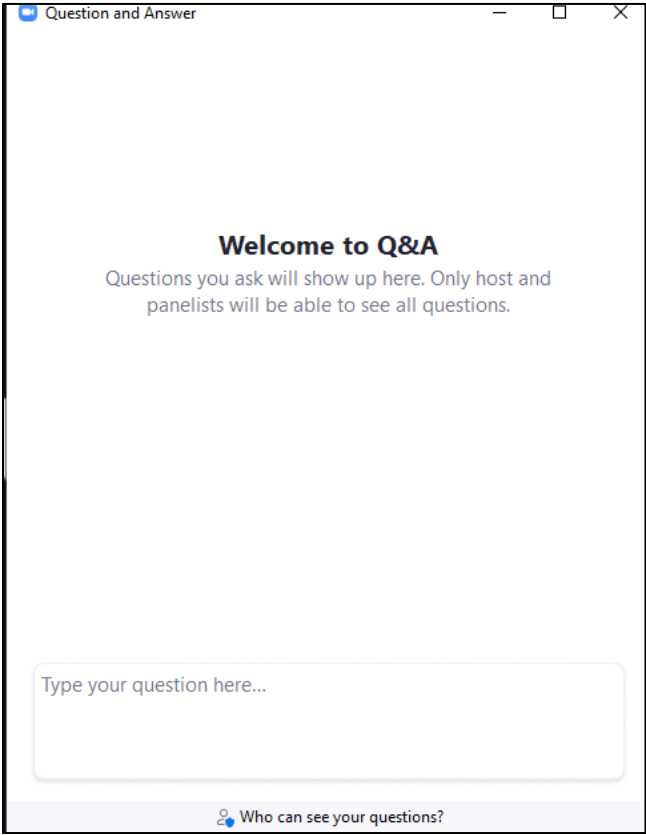 Question and Answer
Welcome to Q&A
Questions you ask will show up here. Only host and
panelists will be able to see all questions.
Type your question here...
Who can see your questions?